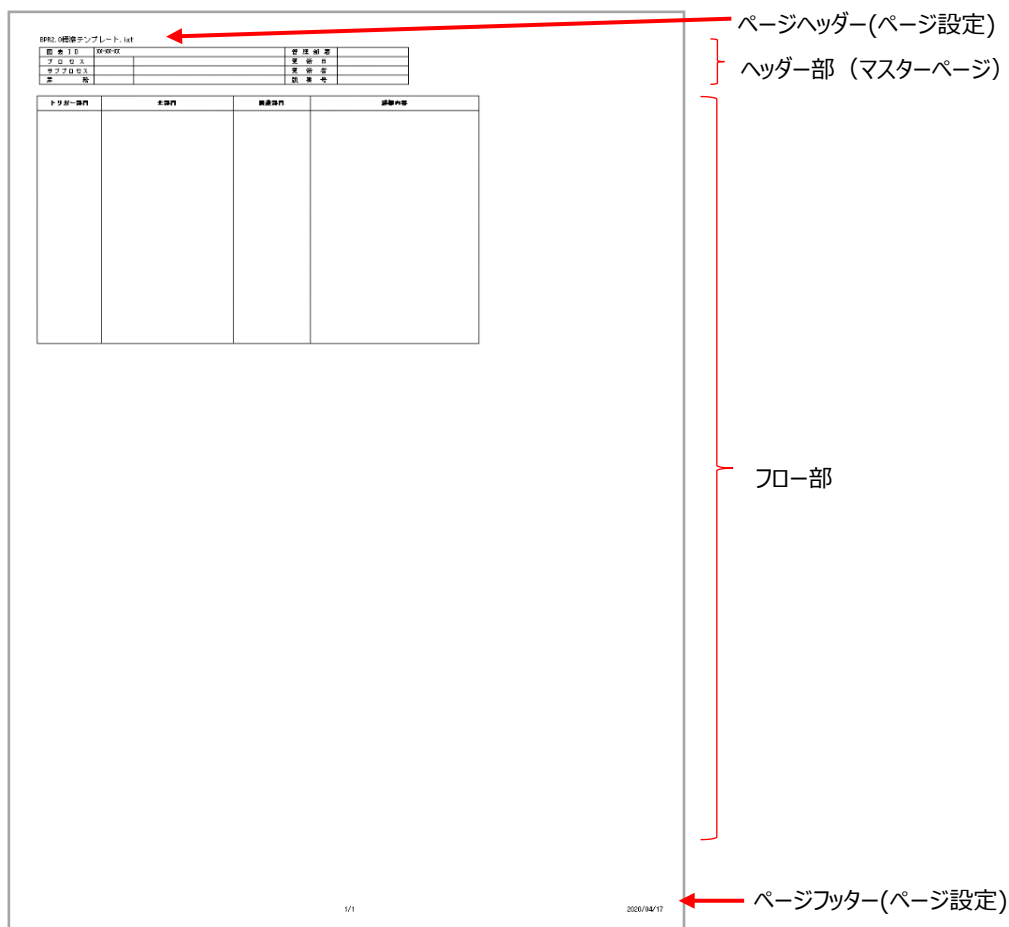 ページヘッダー(ページ設定)
BPR2.0標準テンプレート.ixt
ヘッダー部（マスターページ）
図表ID XX-XX-XX 管理部署
プロセス 更新日
サブプロセス 更新者
業務 版番号
トリガー部門 主部門 関連部門 詳細内容
フロー部
ページフッター(ページ設定)
1/1 2020/04/17